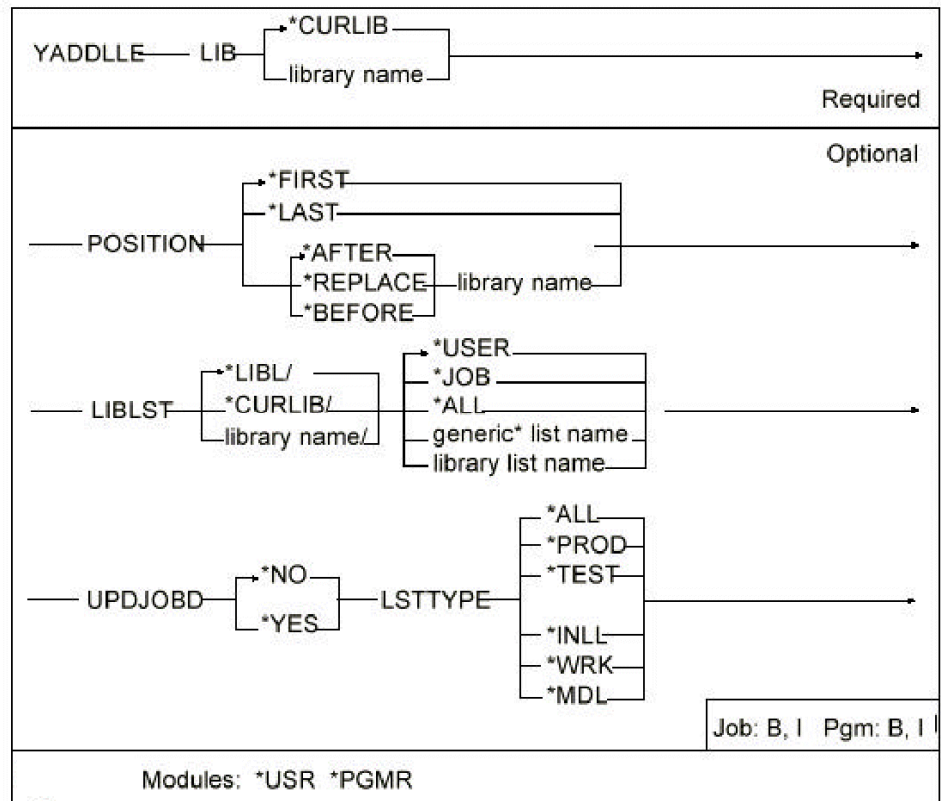 *CURLIB
YADDLLE LIB
library name
Required
Optional
*FIRST
*LAST
POSITION
*AFTER
*REPLACE library name
*BEFORE
*USER
*LIBL/
*JOB
LIBLST *CURLIB/ *ALL
library name/ generic* list name
library list name
*ALL
*PROD
*NO *TEST
UPDJOBD LSTTYPE
*YES
*INLL
*WRK
*MDL
Job: B, I Pgm: B, I
Modules: *USR *PGMR